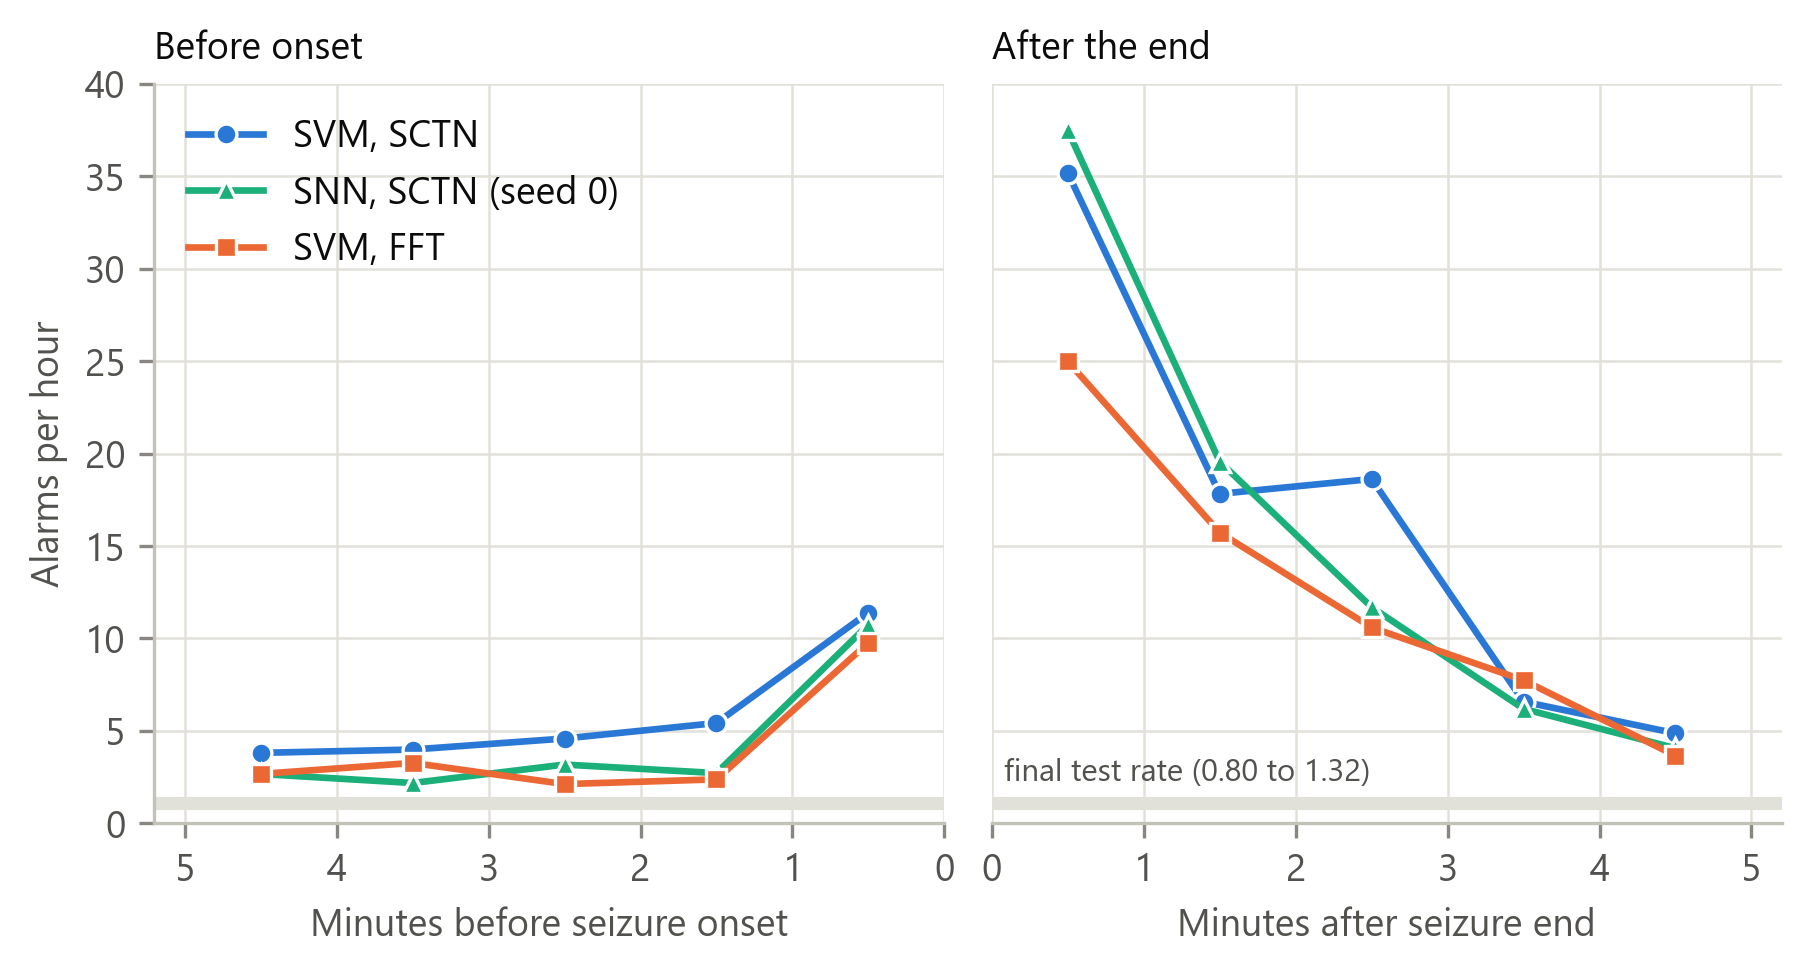 Before onset
After the end
40
35
30
25
20
15
10
5
0
Alarms per hour
SVM, SCTN
SNN, SCTN (seed 0)
SVM, FFT
final test rate (0.80 to 1.32)
5 4 3 2 1 0
0 1 2 3 4 5
Minutes before seizure onset
Minutes after seizure end